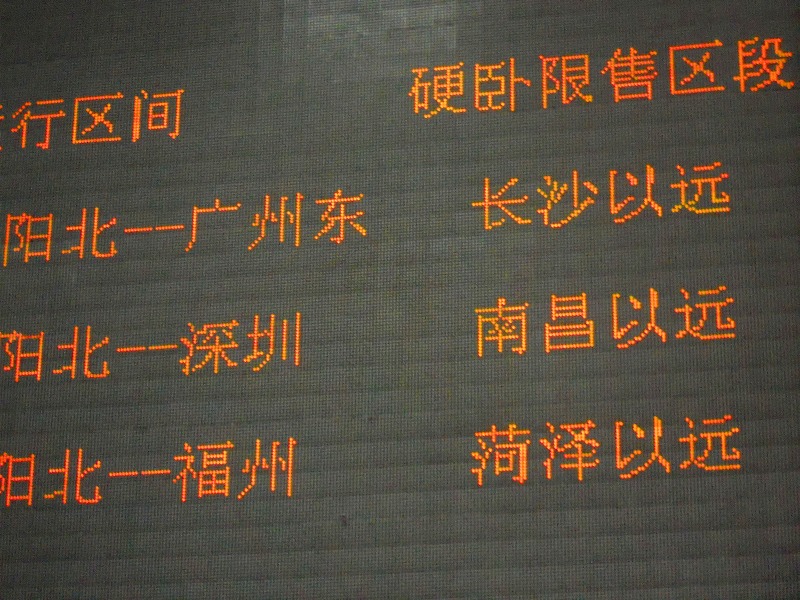 行区间 硬卧限售区段
阳北——广州东 长沙以远
阳北——深圳 南昌以远
阳北——福州 菏泽以远